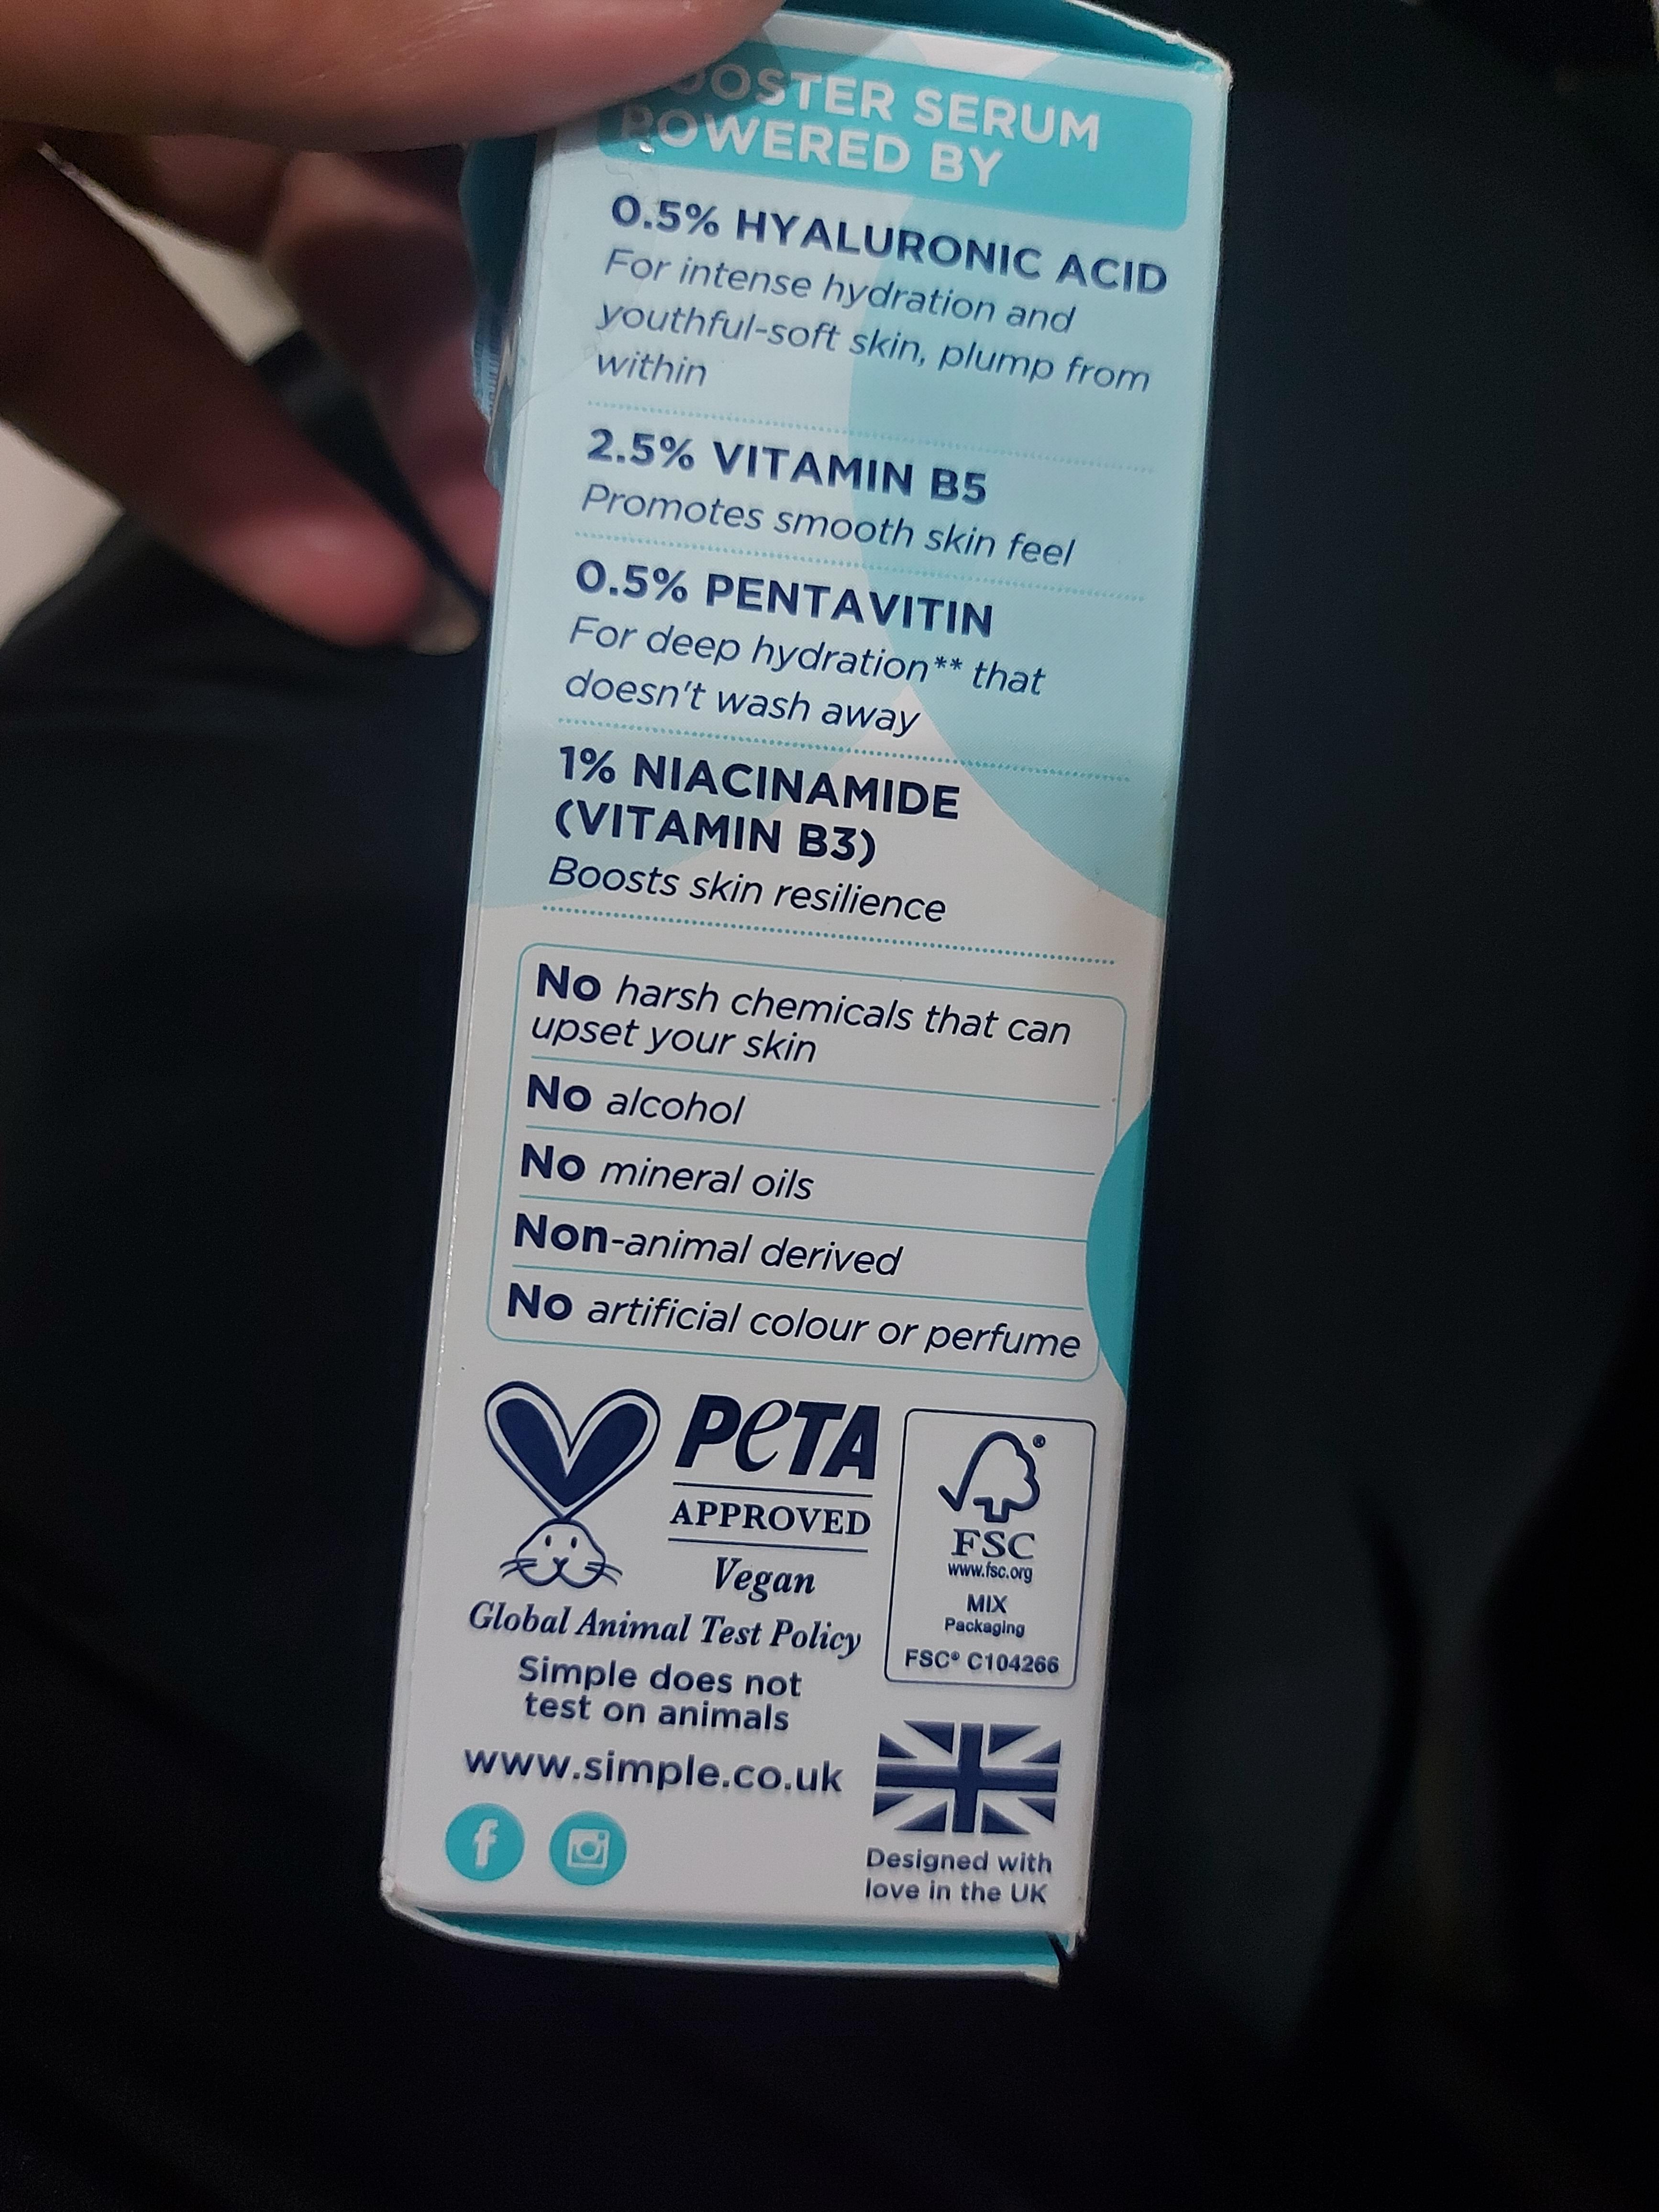 BOOSTER SERUM
POWERED BY
0.5% HYALURONIC ACID
For intense hydration and
youthful-soft skin, plump from
within
2.5% VITAMIN B5
Promotes smooth skin feel
0.5% PENTAVITIN
For deep hydration** that
doesn't wash away
1% NIACINAMIDE
(VITAMIN B3)
Boosts skin resilience
No harsh chemicals that can
upset your skin
No alcohol
No mineral oils
Non-animal derived
No artificial colour or perfume
PeTA
APPROVED
Vegan
Global Animal Test Policy
Simple does not
test on animals
www.simple.co.uk
®
FSC
www.fsc.org
MIX
Packaging
FSC® C104266
Designed with
love in the UK